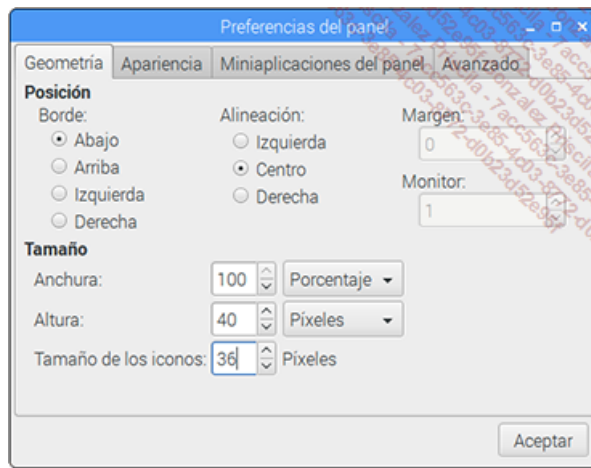 Preferencias del panel
Geometría Apariencia Miniaplicaciones del panel Avanzado
Posición
Borde: Alineación: Margen:
Abajo Izquierda 0
Arriba Centro Monitor:
Izquierda Derecha 1
Derecha
Tamaño
Anchura: 100 Porcentaje
Altura: 40 Píxeles
Tamaño de los iconos: 36 Píxeles
Aceptar